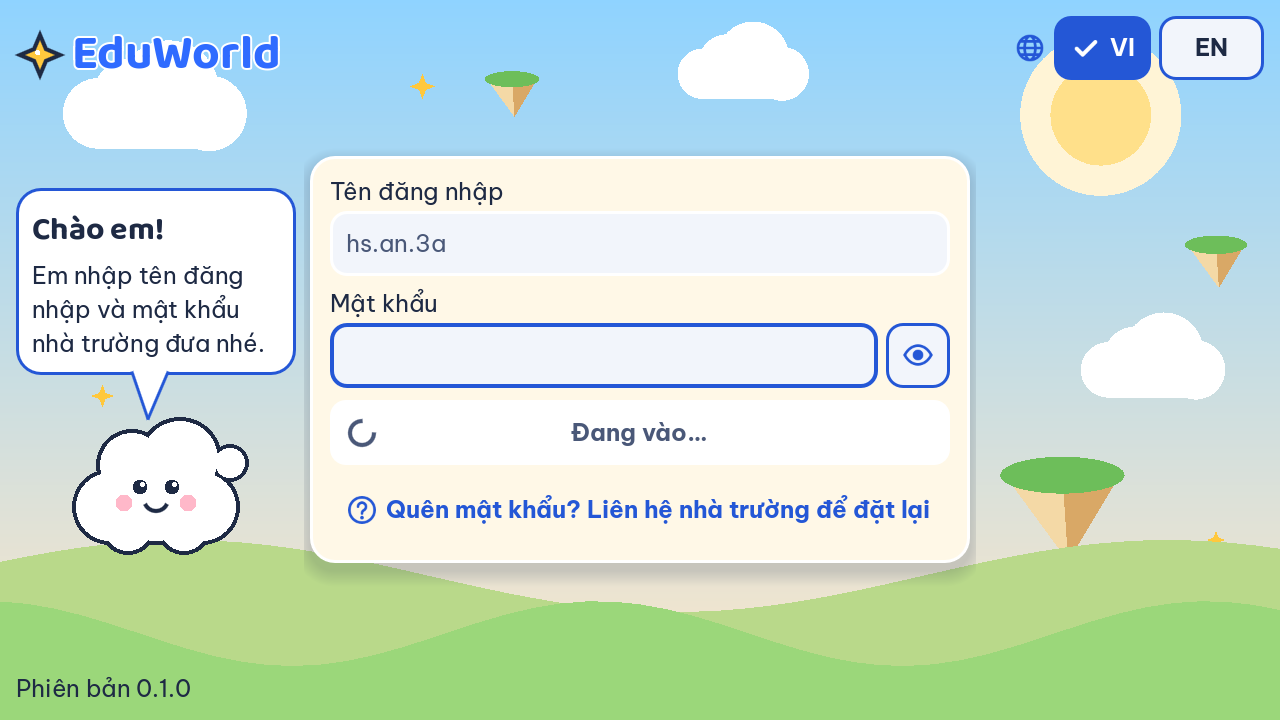 EduWorld
VI
EN
Chào em!
Em nhập tên đăng
nhập và mật khẩu
nhà trường đưa nhé.
Tên đăng nhập
hs.an.3a
Mật khẩu
Đang vào...
Quên mật khẩu? Liên hệ nhà trường để đặt lại
Phiên bản 0.1.0